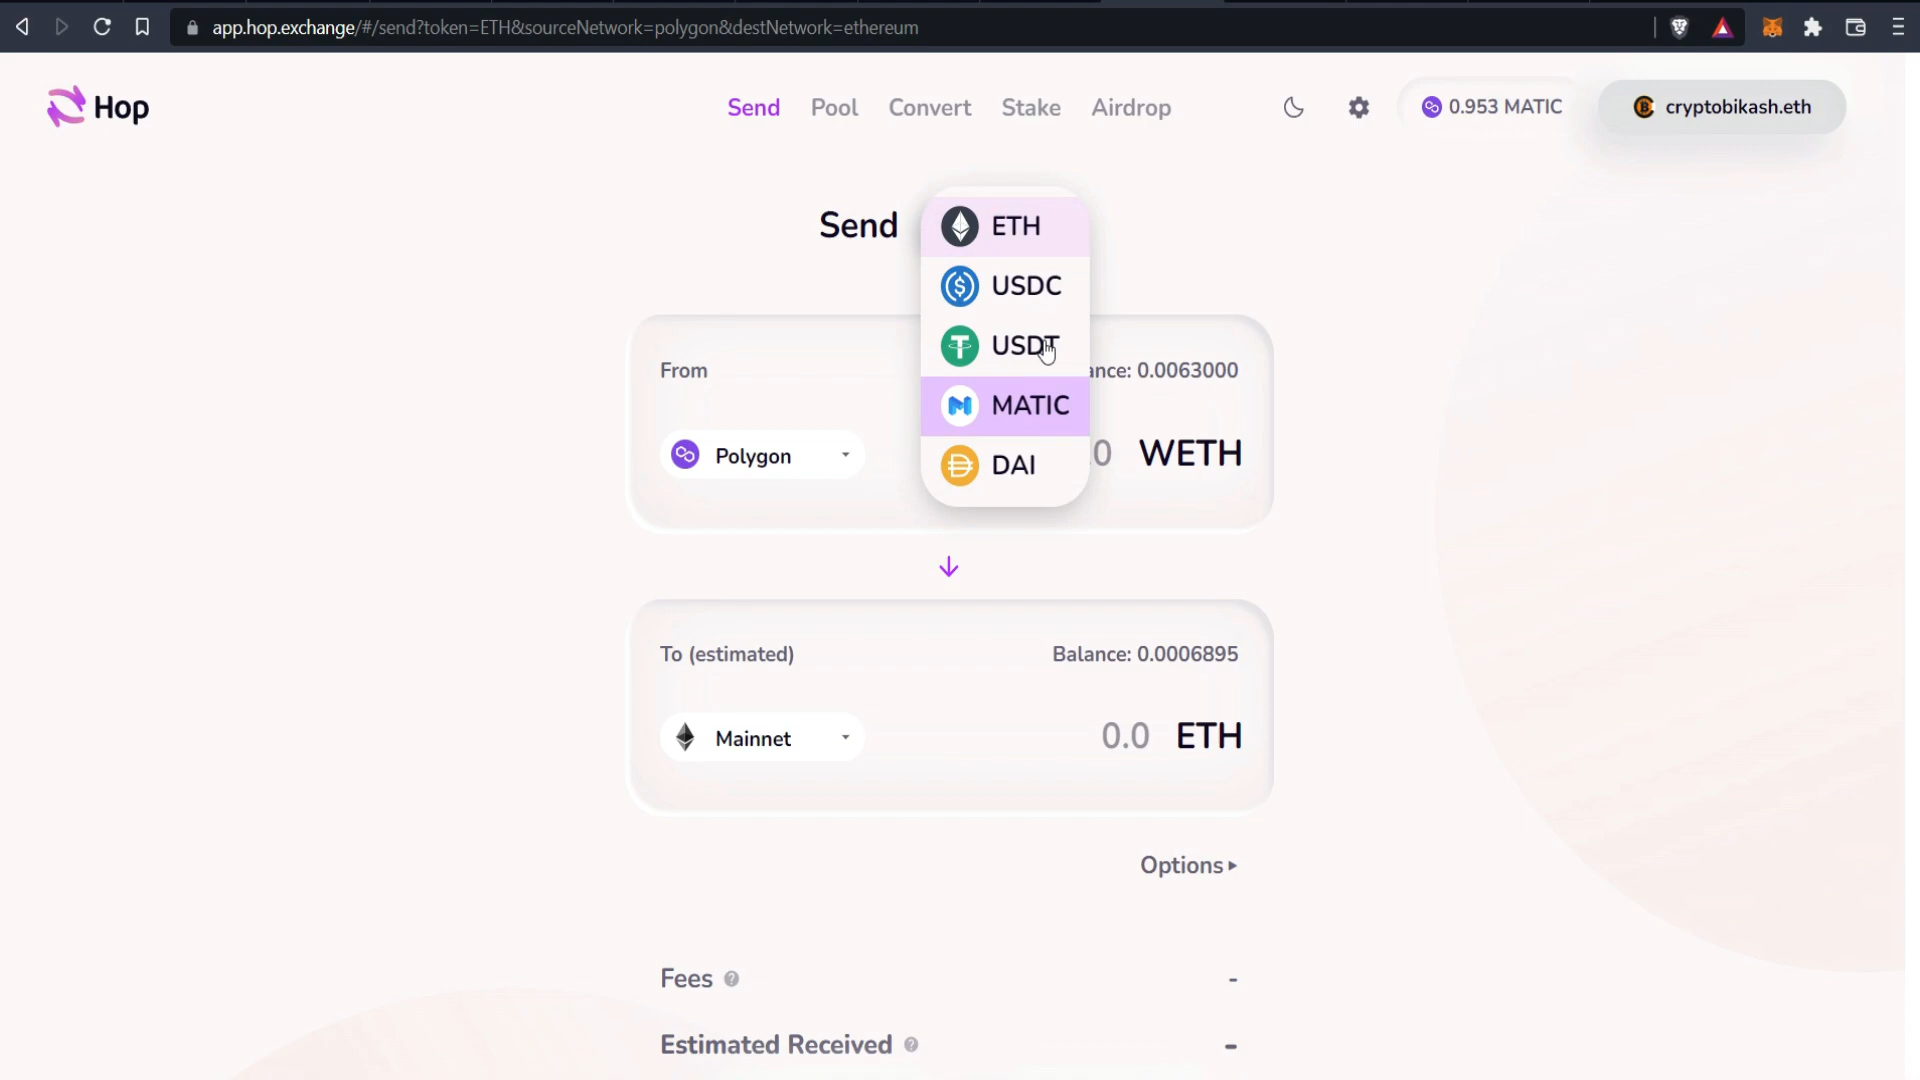 app.hop.exchange/#/send?token=ETH&sourceNetwork=polygon&destNetwork=ethereum
Hop
Send Pool Convert Stake Airdrop
0.953 MATIC
cryptobikash.eth
Send
ETH
USDC
USDT
MATIC
DAI
From
ance: 0.0063000
Polygon
0 WETH
To (estimated)
Balance: 0.0006895
Mainnet
0.0 ETH
Options
Fees -
Estimated Received -